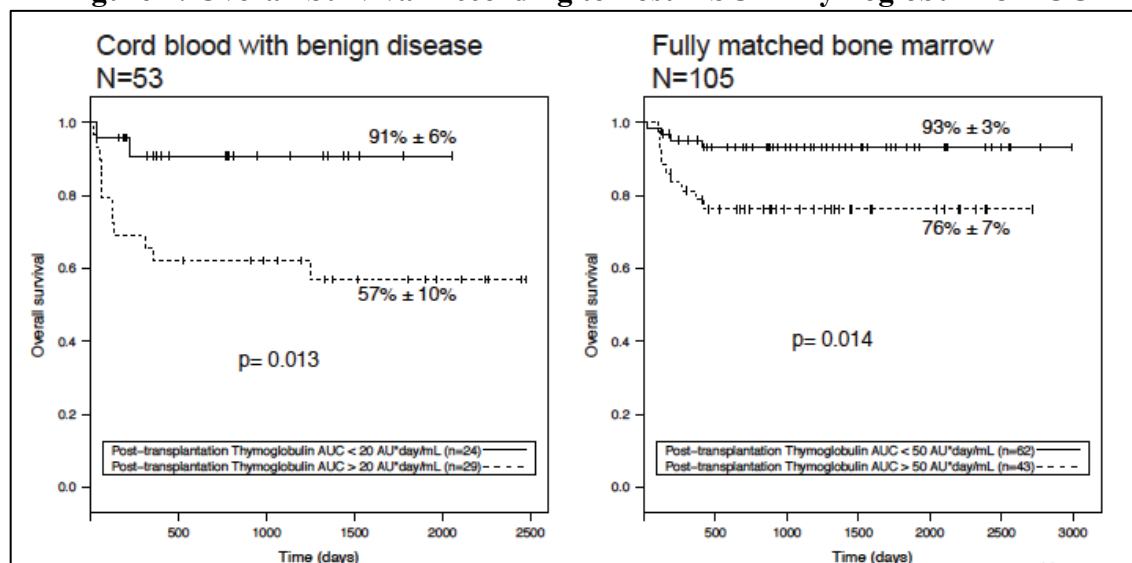 Cord blood with benign disease
N=53
1.0
0.8
0.6
0.4
0.2
0.0
Overall survival
91% ± 6%
57% ± 10%
p= 0.013
Post−transplantation Thymoglobulin AUC < 20 AU*day/mL (n=24)
Post−transplantation Thymoglobulin AUC > 20 AU*day/mL (n=29)
500 1000 1500 2000 2500
Time (days)
Fully matched bone marrow
N=105
1.0
0.8
0.6
0.4
0.2
0.0
Overall survival
93% ± 3%
76% ± 7%
p= 0.014
Post−transplantation Thymoglobulin AUC < 50 AU*day/mL (n=62)
Post−transplantation Thymoglobulin AUC > 50 AU*day/mL (n=43)
500 1000 1500 2000 2500 3000
Time (days)